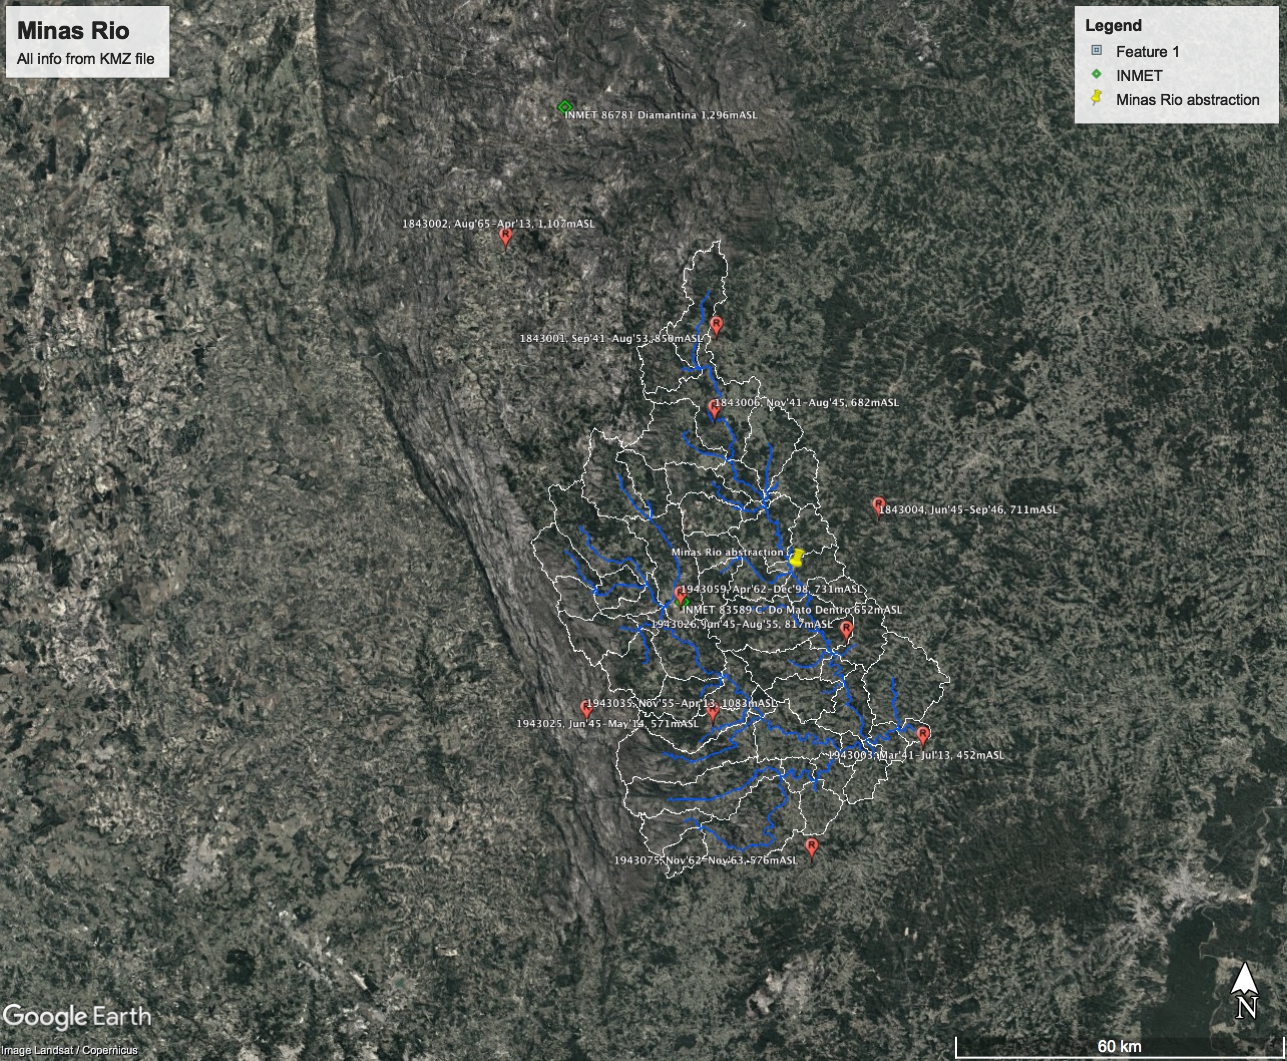 Minas Rio
All info from KMZ file
Legend
Feature 1
INMET
Minas Rio abstraction
INMET 86781 Diamantina 1,296mASL
1843002, Aug'65-Apr'13, 1,107mASL
R
R
1843001, Sep'41-Aug'53, 850mASL
1843006, Nov'41-Aug'45, 682mASL
R
R
1843004, Jun'45-Sep'46, 711mASL
Minas Rio abstraction
1943059, Apr'62-Dec'98, 731mASL
R
INMET 83589 C. Do Mato Dentro 652mASL
1943026, Jun'45-Aug'55, 817mASL
R
1943035, Nov'55-Apr'13, 1083mASL
R
R
1943025, Jun'45-May'14, 571mASL
R
1943003, Mar'41-Jul'13, 452mASL
R
1943075, Nov'62-Nov'63, 576mASL
N
Google Earth
Image Landsat / Copernicus
60 km